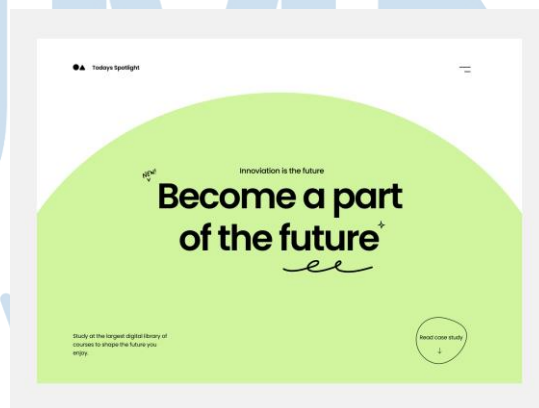 Todays Spotlight
NEW!
Innoviation is the future
Become a part
of the future
Study at the largest digital library of
courses to shape the future you
enjoy.
Read case study